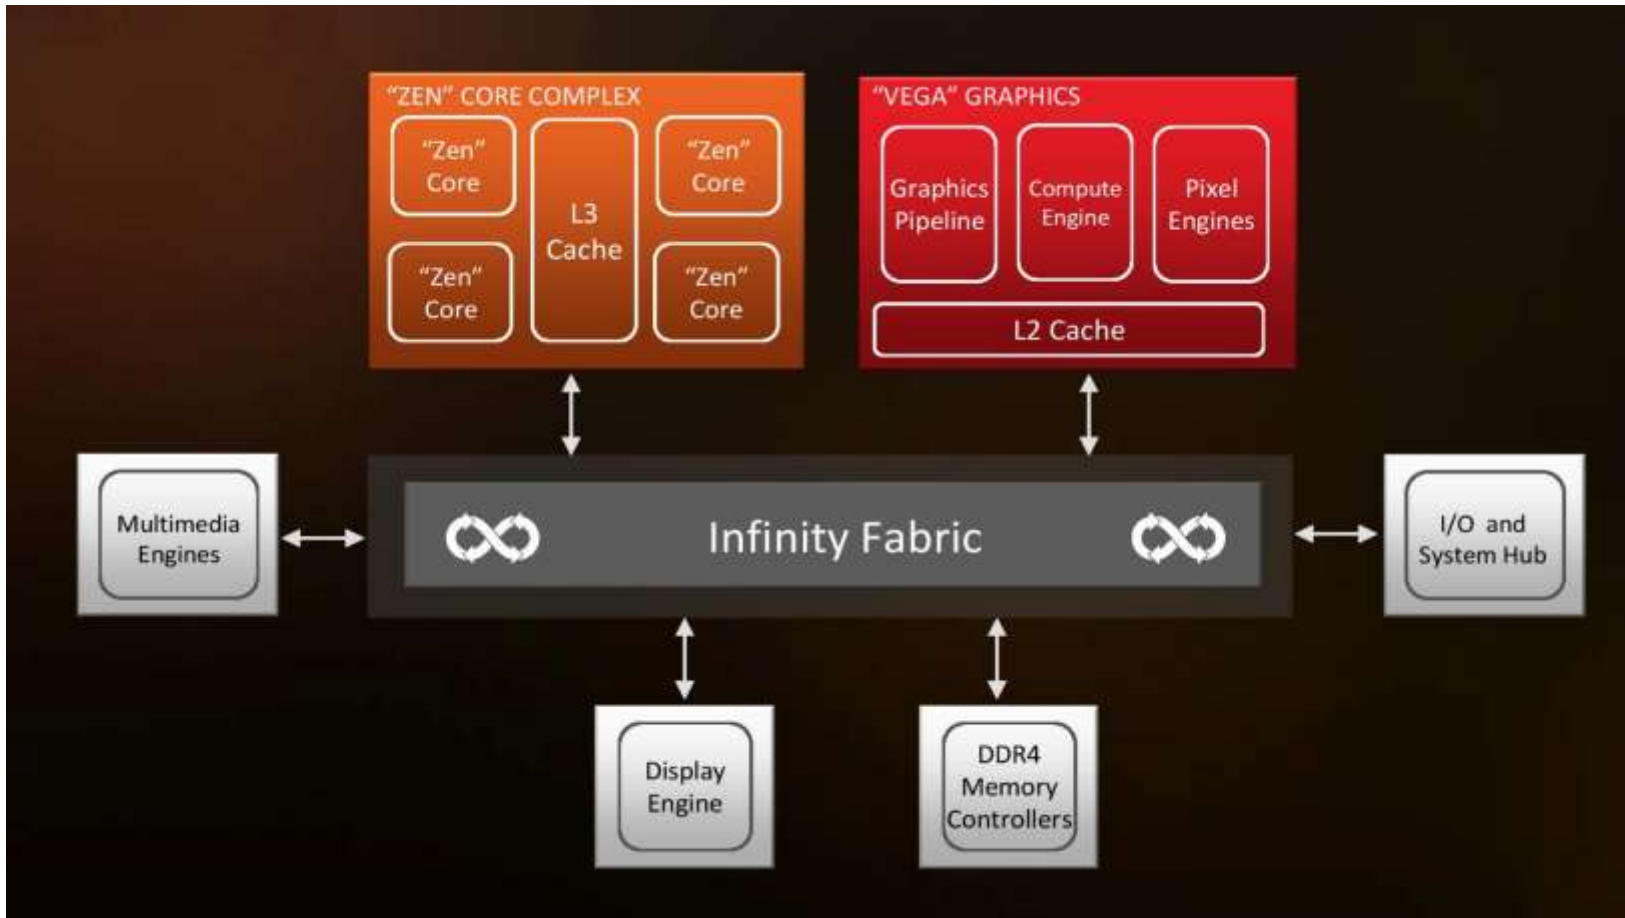 “ZEN” CORE COMPLEX
“Zen”
Core
L3
Cache
“Zen”
Core
“Zen”
Core
“Zen”
Core
“VEGA” GRAPHICS
Graphics
Pipeline
Compute
Engine
Pixel
Engines
L2 Cache
Multimedia
Engines
Infinity Fabric
I/O and
System Hub
Display
Engine
DDR4
Memory
Controllers